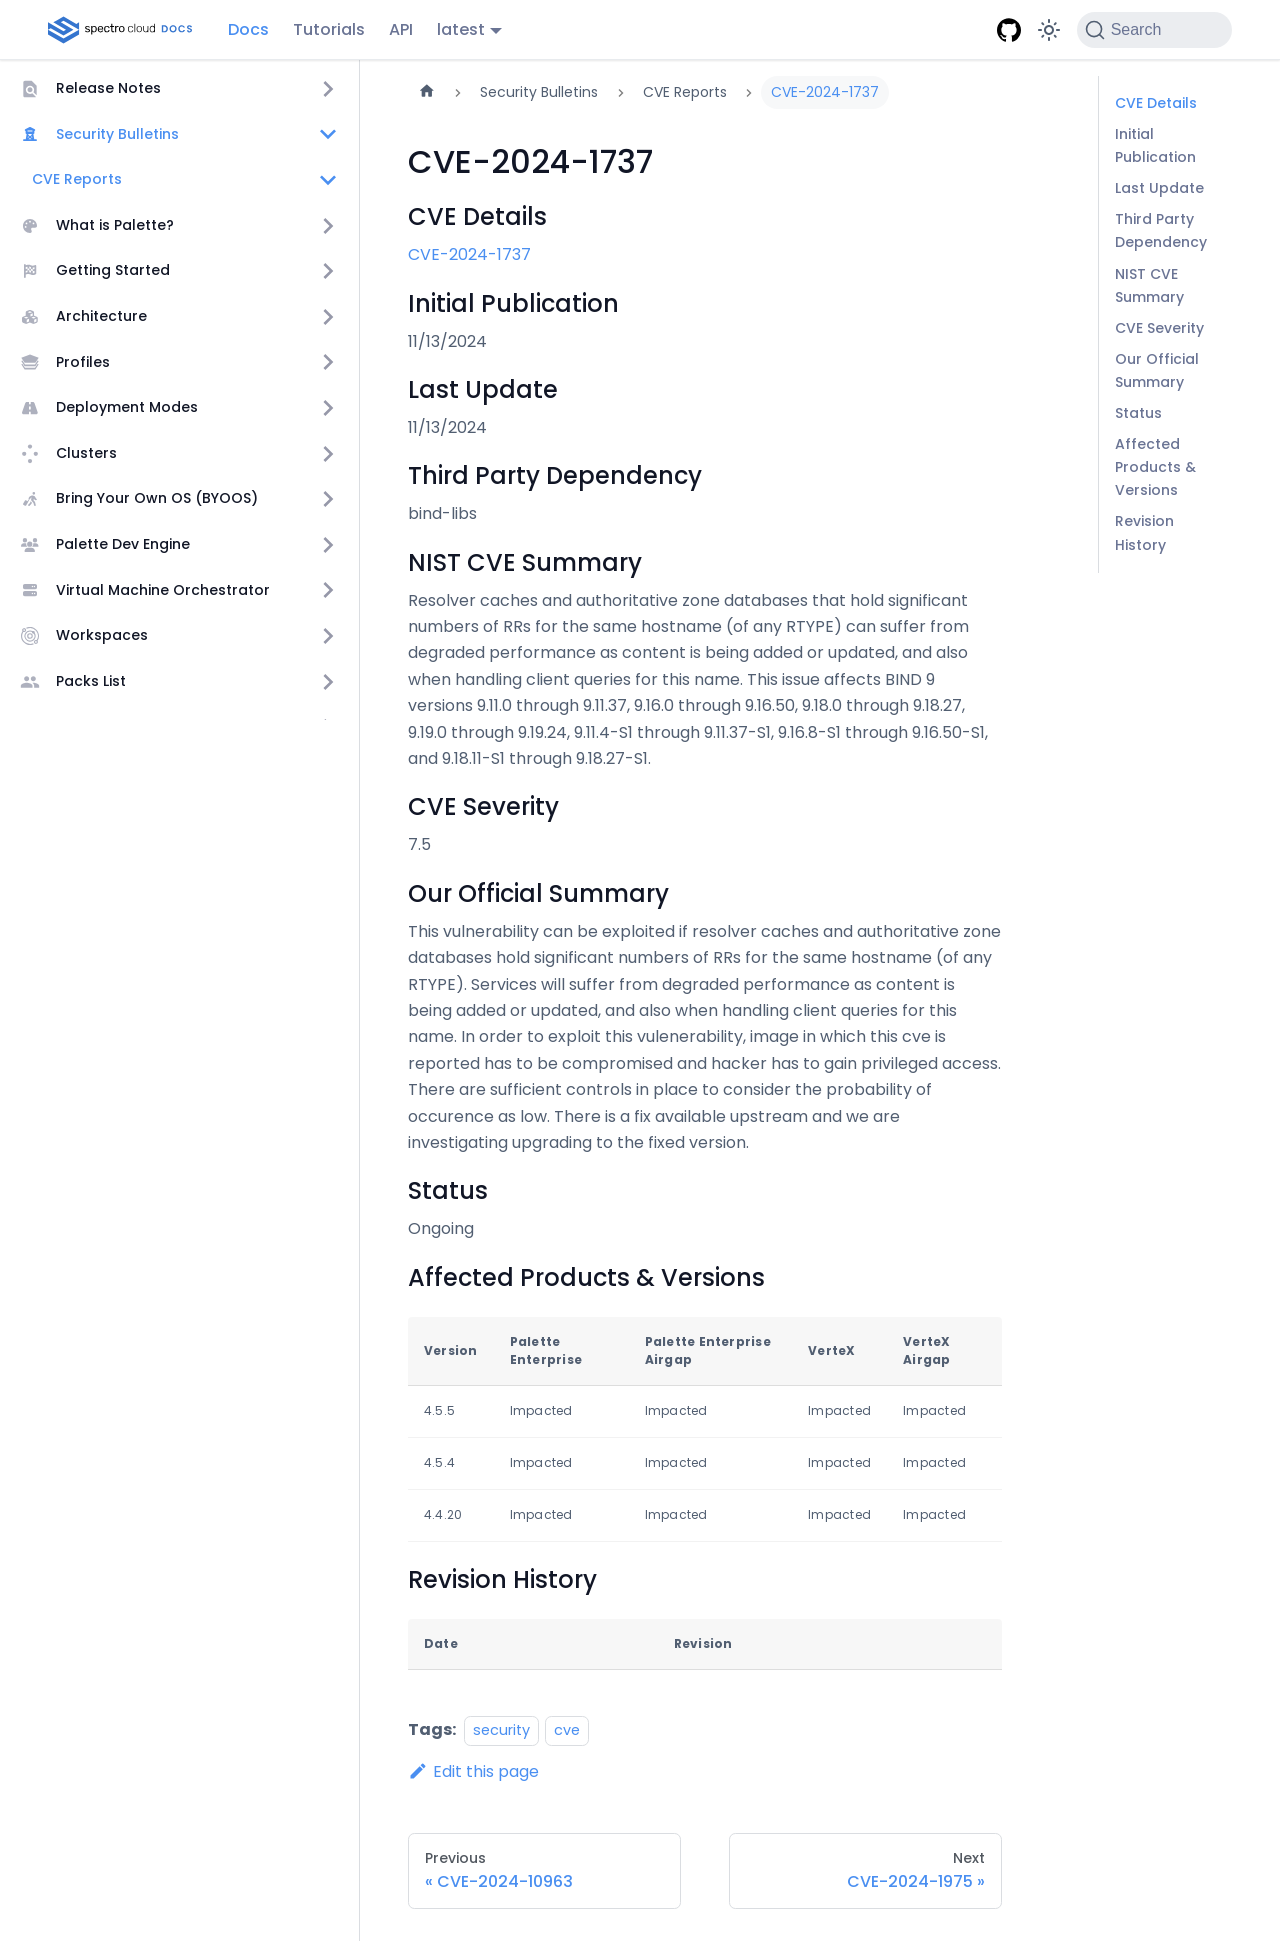 spectro cloud DOCS
Docs
Tutorials
API
latest
Search
Release Notes
Security Bulletins
CVE Reports
What is Palette?
Getting Started
Architecture
Profiles
Deployment Modes
Clusters
Bring Your Own OS (BYOOS)
Palette Dev Engine
Virtual Machine Orchestrator
Workspaces
Packs List
Security Bulletins
CVE Reports
CVE-2024-1737
CVE-2024-1737
CVE Details
CVE-2024-1737
Initial Publication
11/13/2024
Last Update
11/13/2024
Third Party Dependency
bind-libs
NIST CVE Summary
Resolver caches and authoritative zone databases that hold significant
numbers of RRs for the same hostname (of any RTYPE) can suffer from
degraded performance as content is being added or updated, and also
when handling client queries for this name. This issue affects BIND 9
versions 9.11.0 through 9.11.37, 9.16.0 through 9.16.50, 9.18.0 through 9.18.27,
9.19.0 through 9.19.24, 9.11.4-S1 through 9.11.37-S1, 9.16.8-S1 through 9.16.50-S1,
and 9.18.11-S1 through 9.18.27-S1.
CVE Severity
7.5
Our Official Summary
This vulnerability can be exploited if resolver caches and authoritative zone
databases hold significant numbers of RRs for the same hostname (of any
RTYPE). Services will suffer from degraded performance as content is
being added or updated, and also when handling client queries for this
name. In order to exploit this vulenerability, image in which this cve is
reported has to be compromised and hacker has to gain privileged access.
There are sufficient controls in place to consider the probability of
occurence as low. There is a fix available upstream and we are
investigating upgrading to the fixed version.
Status
Ongoing
Affected Products & Versions
Version Palette Enterprise Palette Enterprise Airgap VerteX VerteX Airgap
4.5.5 Impacted Impacted Impacted Impacted
4.5.4 Impacted Impacted Impacted Impacted
4.4.20 Impacted Impacted Impacted Impacted
Revision History
Date Revision
Tags: security cve
Edit this page
Previous
« CVE-2024-10963
Next
CVE-2024-1975 »
CVE Details
Initial
Publication
Last Update
Third Party
Dependency
NIST CVE
Summary
CVE Severity
Our Official
Summary
Status
Affected
Products &
Versions
Revision
History